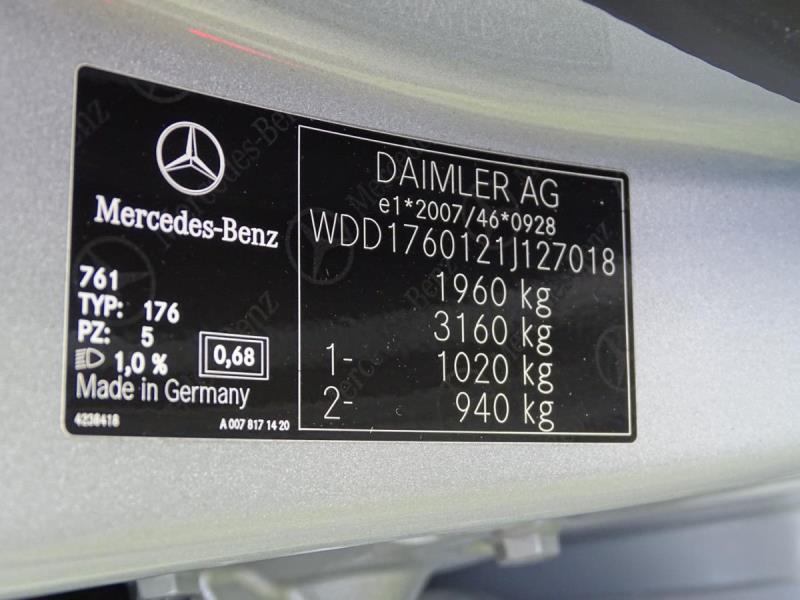 Mercedes-Benz
761
TYP: 176
PZ: 5
1,0 %
0,68
Made in Germany
4238418
A 007 817 14 20
DAIMLER AG
e1*2007/46*0928
WDD1760121J127018
1960 kg
3160 kg
1- 1020 kg
2- 940 kg